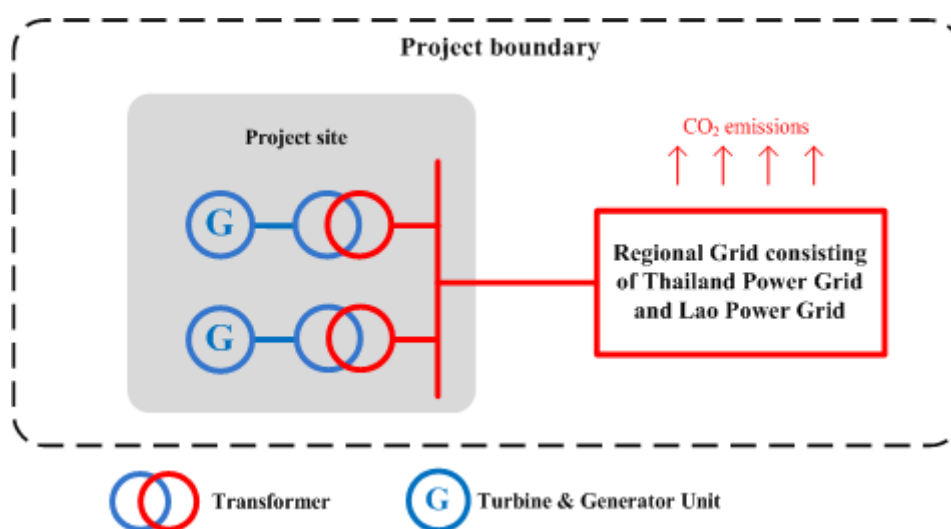 Project boundary
Project site
CO₂ emissions
G
G
Regional Grid consisting
of Thailand Power Grid
and Lao Power Grid
Transformer
G
Turbine & Generator Unit